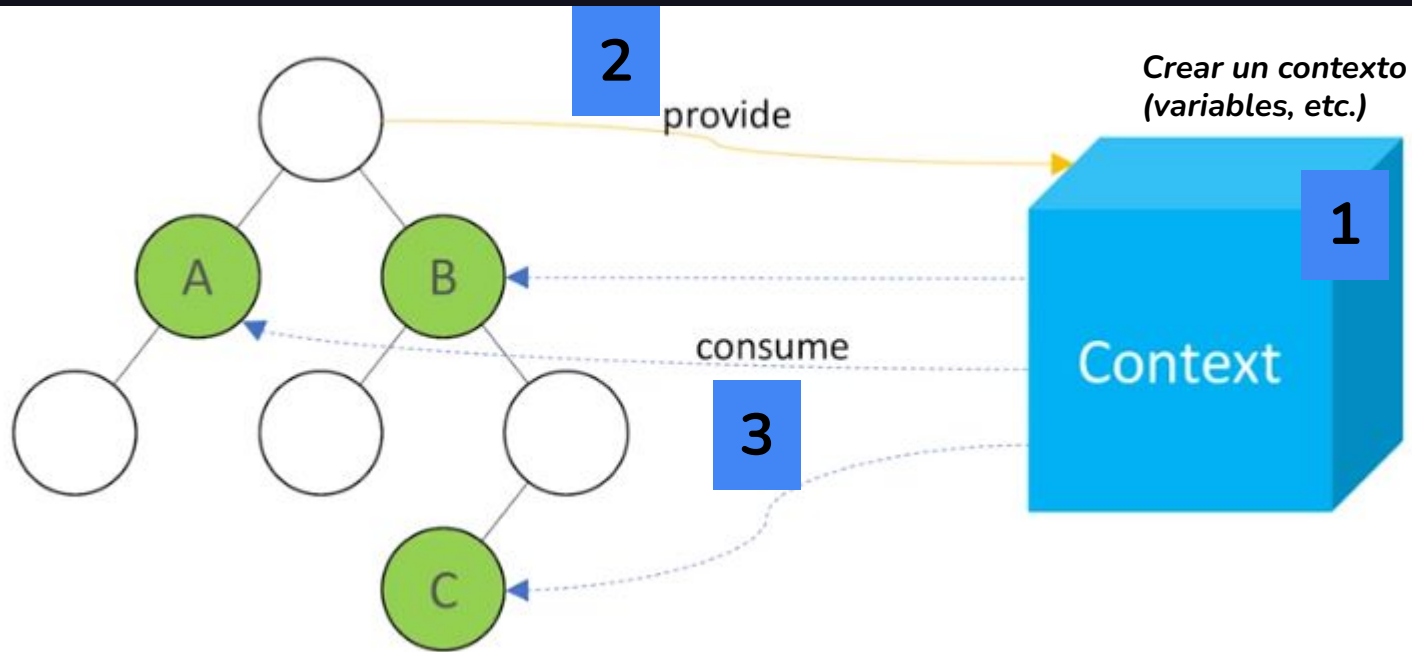 2
Crear un contexto
(variables, etc.)
provide
1
A
B
consume
Context
3
C